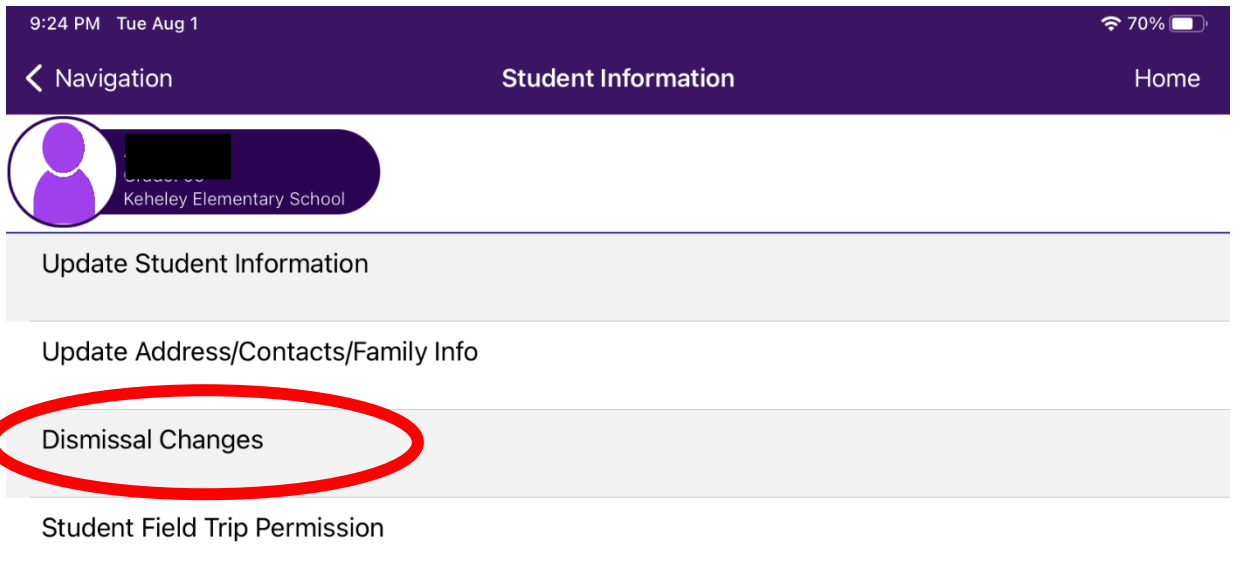 9:24 PM Tue Aug 1 70%
Navigation Student Information Home
Keheley Elementary School
Update Student Information
Update Address/Contacts/Family Info
Dismissal Changes
Student Field Trip Permission